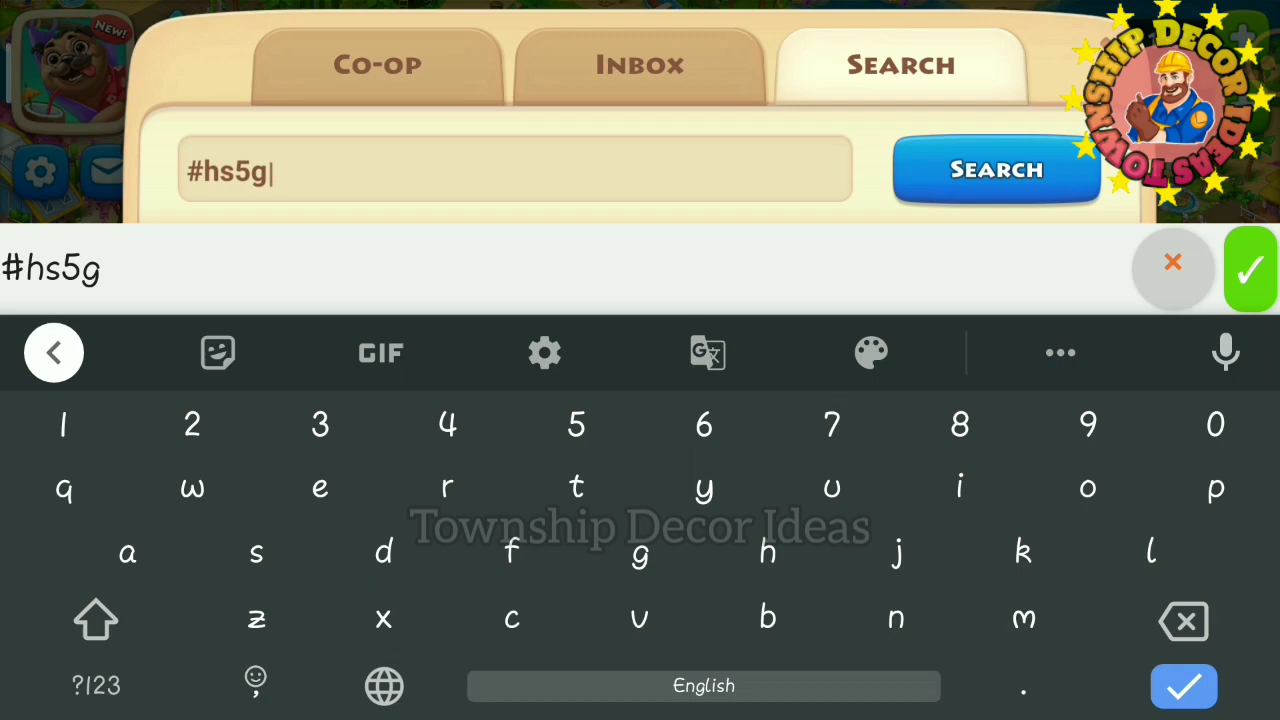 New!
Co-op
Inbox
Search
TOWNSHIP DECOR IDEAS
#hs5g
Search
#hs5g
GIF
1 2 3 4 5 6 7 8 9 0
q w e r t y u i o p
Township Decor Ideas
a s d f g h j k l
z x c v b n m
?123 , English .